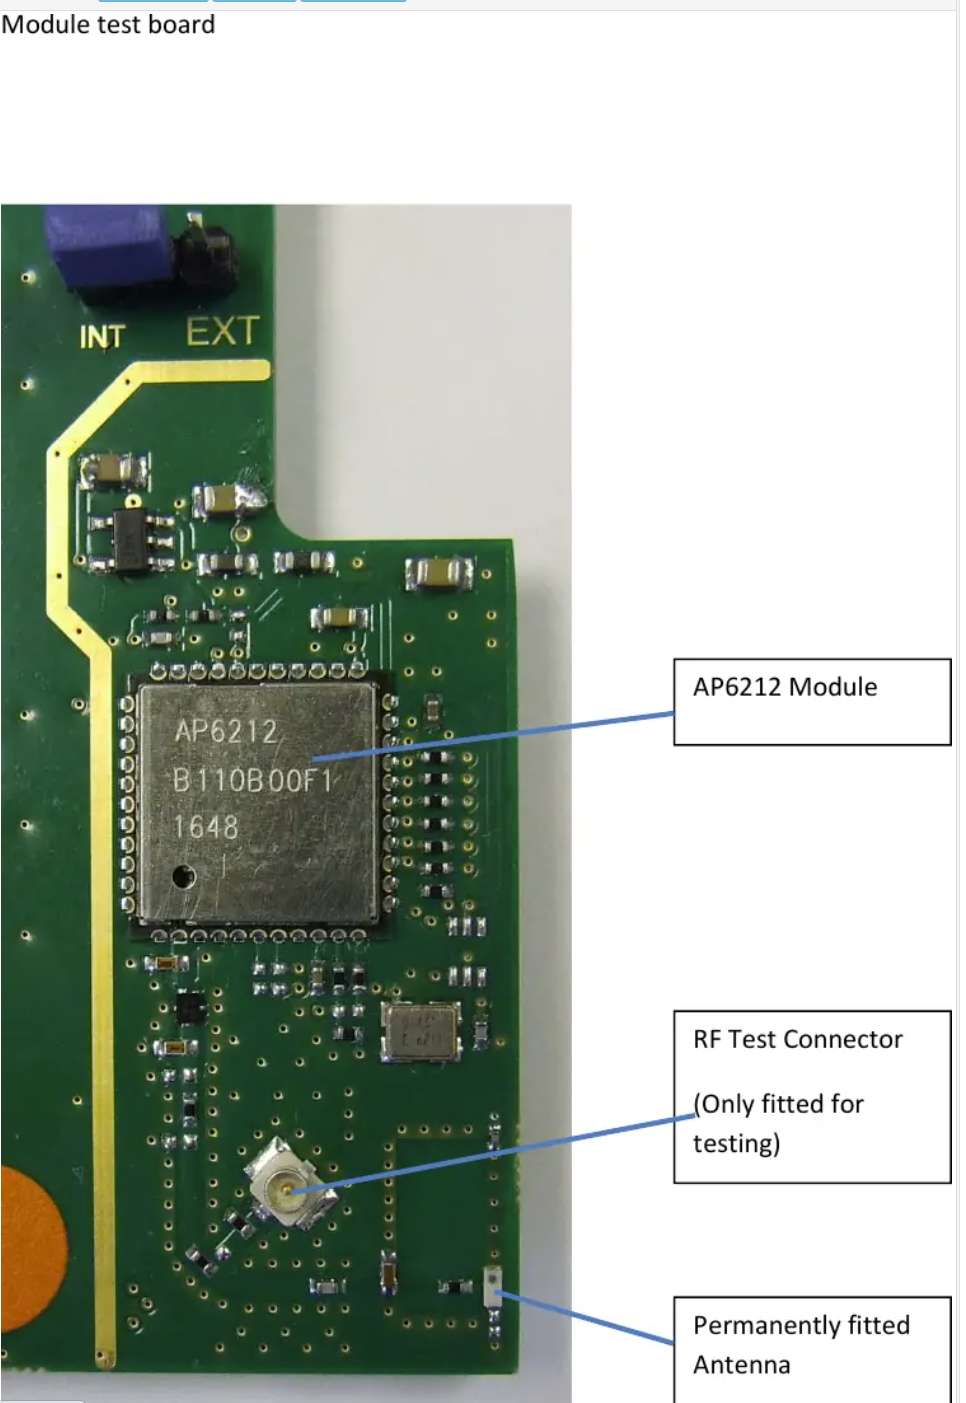 Module test board
INT EXT
AP6212
B110B00F1
1648
AP6212 Module
RF Test Connector
(Only fitted for
testing)
Permanently fitted
Antenna